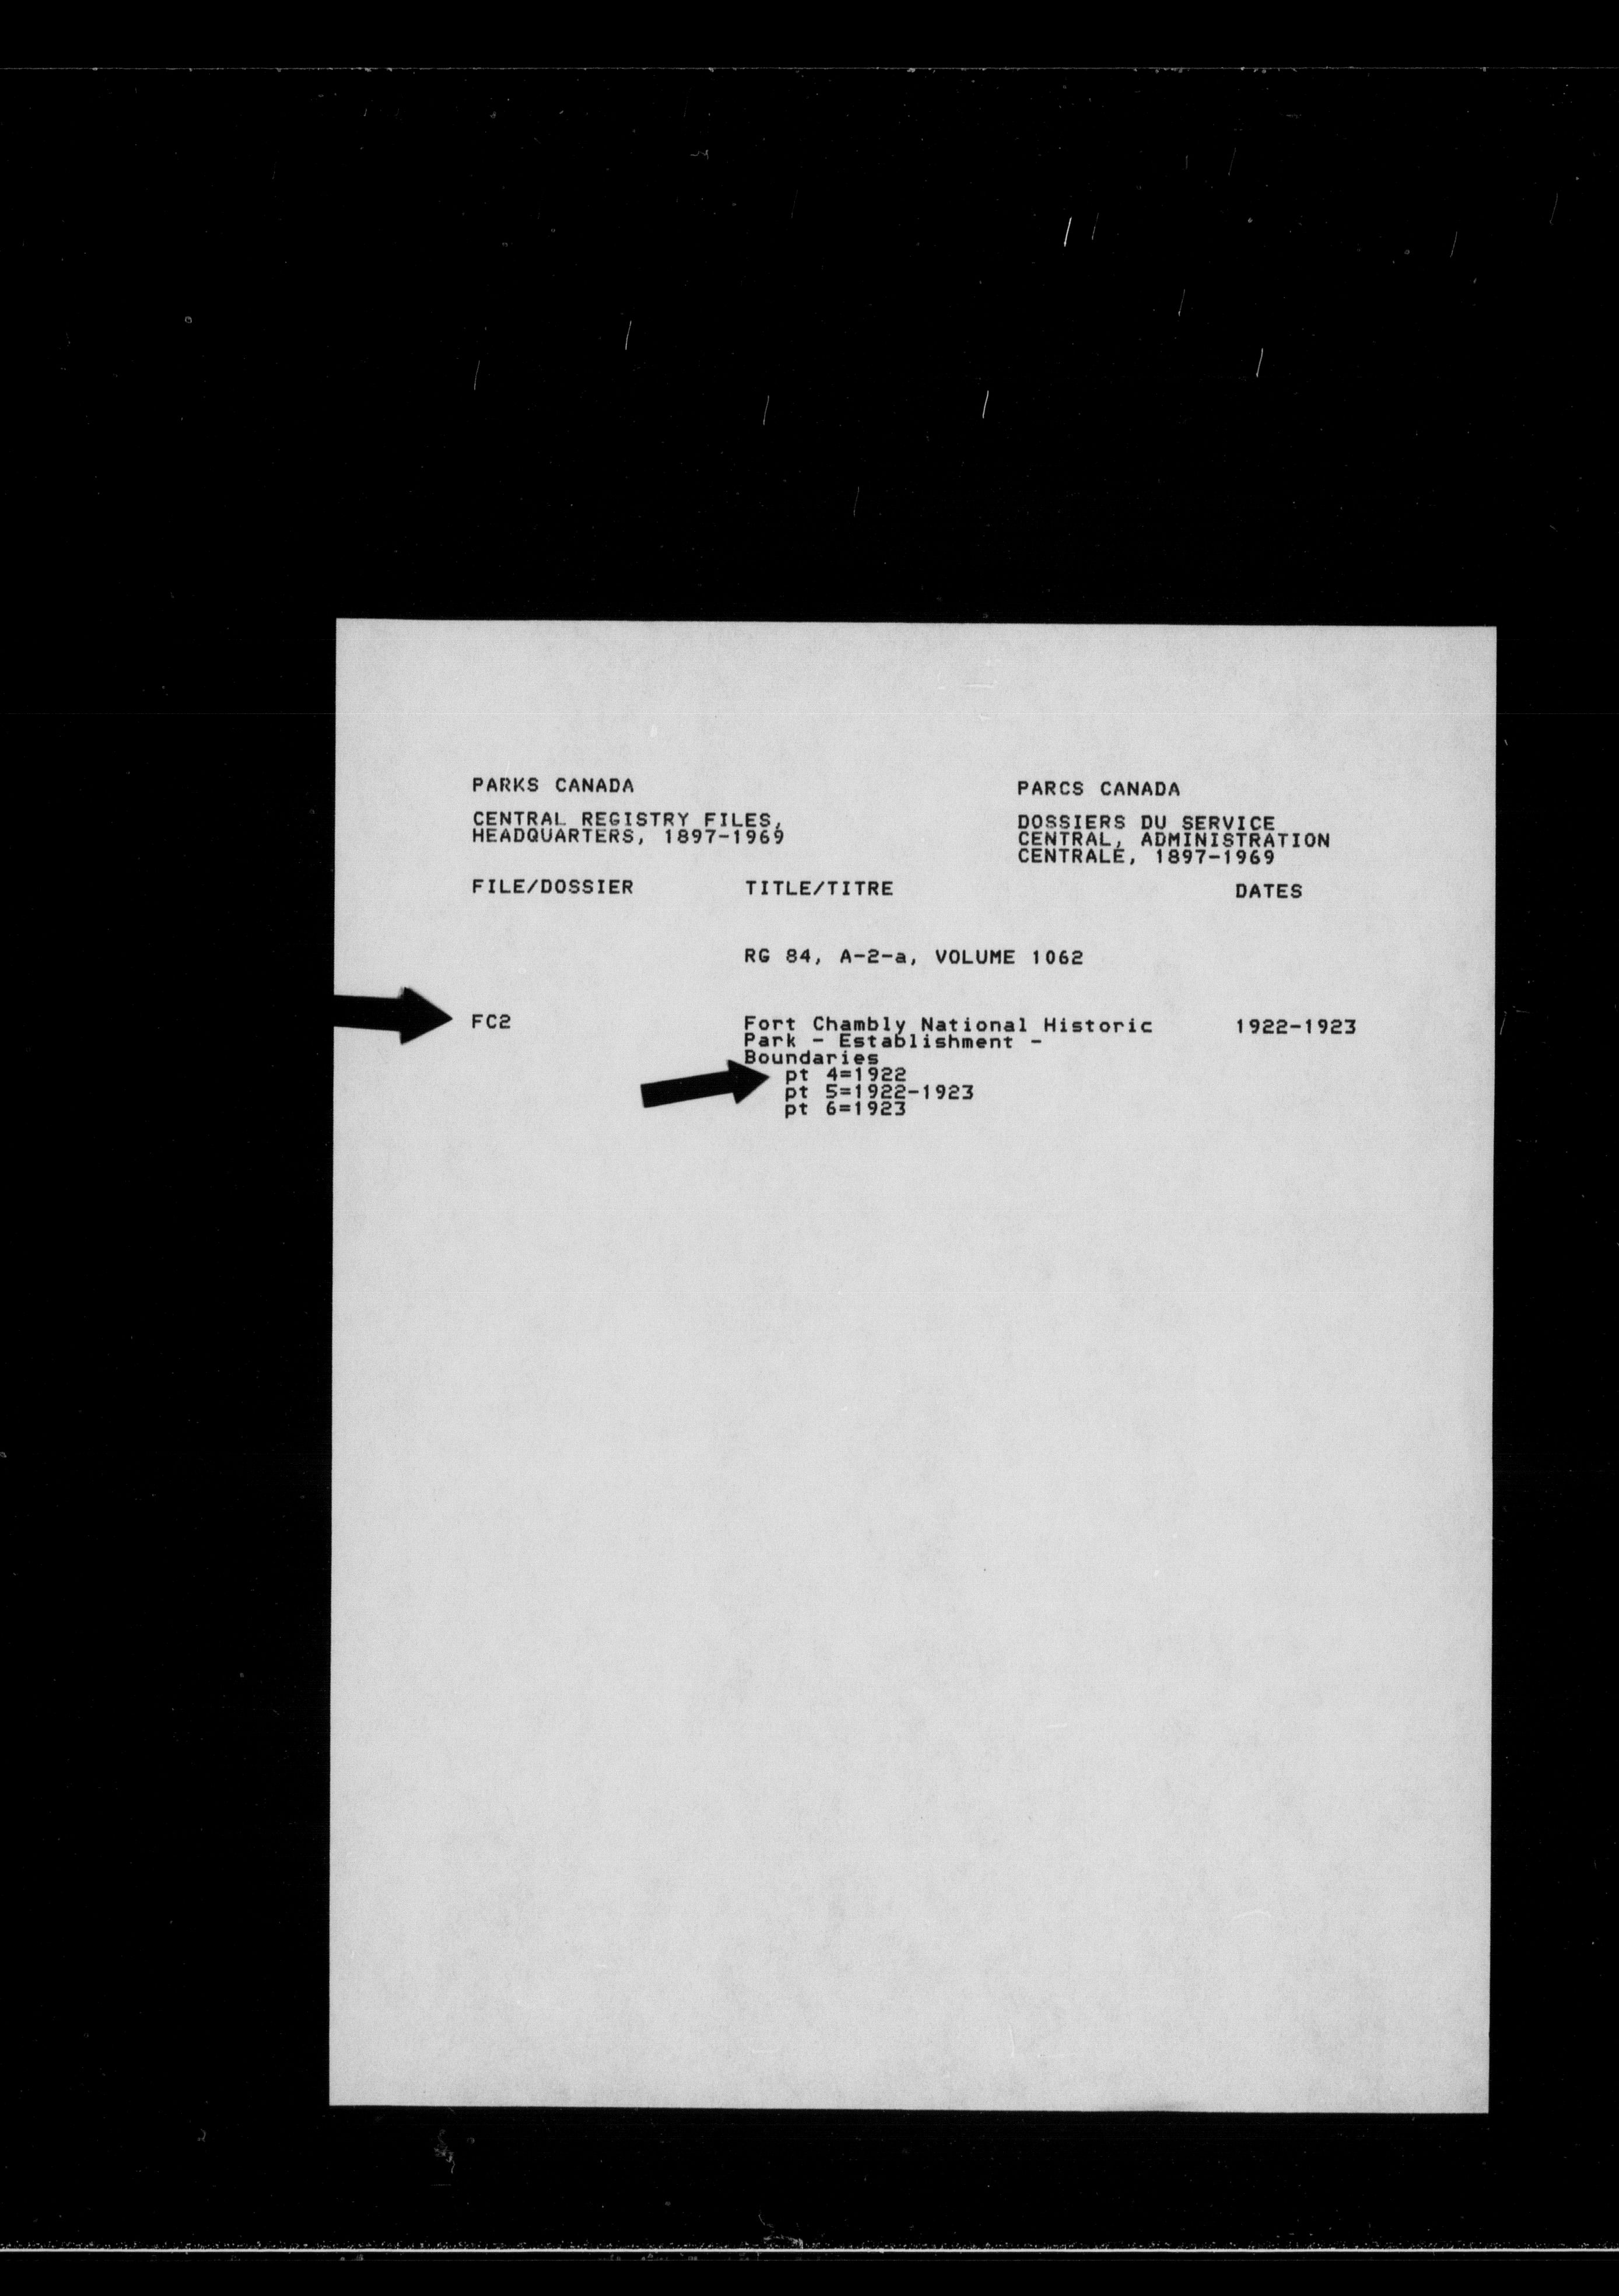 PARKS CANADA
CENTRAL REGISTRY FILES,
HEADQUARTERS, 1897-1969
PARCS CANADA
DOSSIERS DU SERVICE
CENTRAL, ADMINISTRATION
CENTRALE, 1897-1969
FILE/DOSSIER TITLE/TITRE DATES
RG 84, A-2-a, VOLUME 1062
FC2 Fort Chambly National Historic 1922-1923
Park - Establishment -
Boundaries
pt 4=1922
pt 5=1922-1923
pt 6=1923